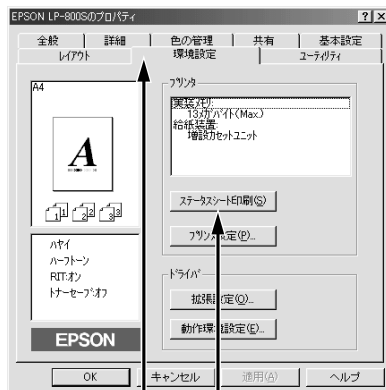 EPSON LP-800Sのプロパティ
? ×
全般 詳細 色の管理 共有 基本設定
レイアウト 環境設定 ユーティリティ
A4
A
1 2 3
ハヤイ
ハーフトーン
RIT:オン
トナーセーブ:オフ
EPSON
プリンタ
実装メモリ:
13メガバイト(Max)
給紙装置:
増設カセットユニット
ステータスシート印刷(S)
プリンタ設定(P)...
ドライバ
拡張設定(O)...
動作環境設定(E)...
OK キャンセル 適用(A) ヘルプ